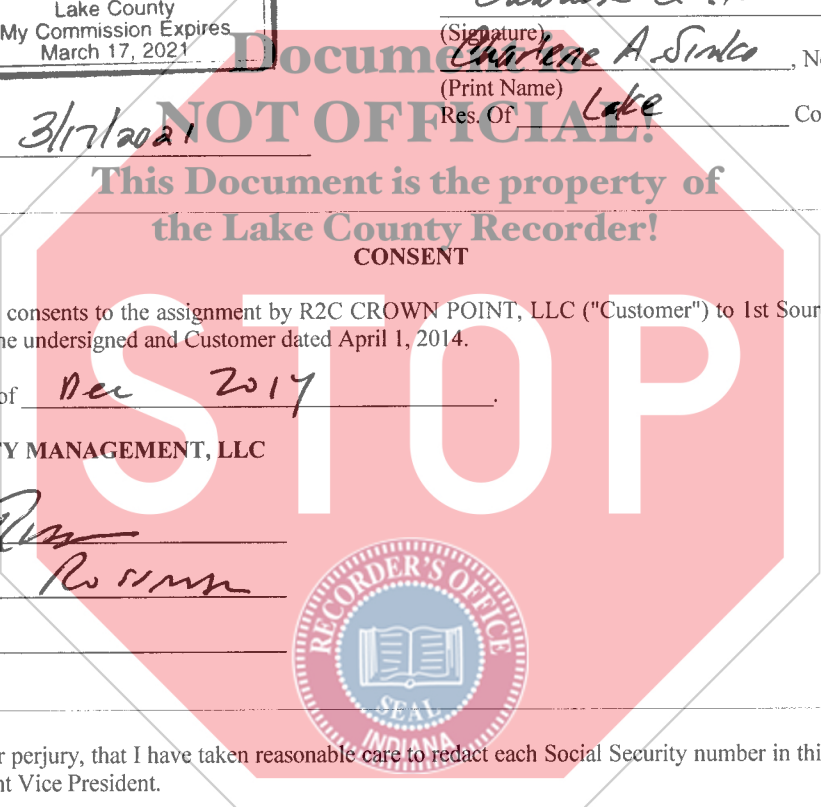 Lake County
My Commission Expires
March 17, 2021
(Signature)
Charlene A Sinko
(Print Name)
Res. Of Lake Co
3/17/2021
Document is
NOT OFFICIAL!
This Document is the property of
the Lake County Recorder!
CONSENT
consents to the assignment by R2C CROWN POINT, LLC ("Customer") to 1st Sour
he undersigned and Customer dated April 1, 2014.
of Dec 2014.
Y MANAGEMENT, LLC
STOP
RECORDER'S OFFICE
SEAL
INDIANA
r perjury, that I have taken reasonable care to redact each Social Security number in thi
nt Vice President.